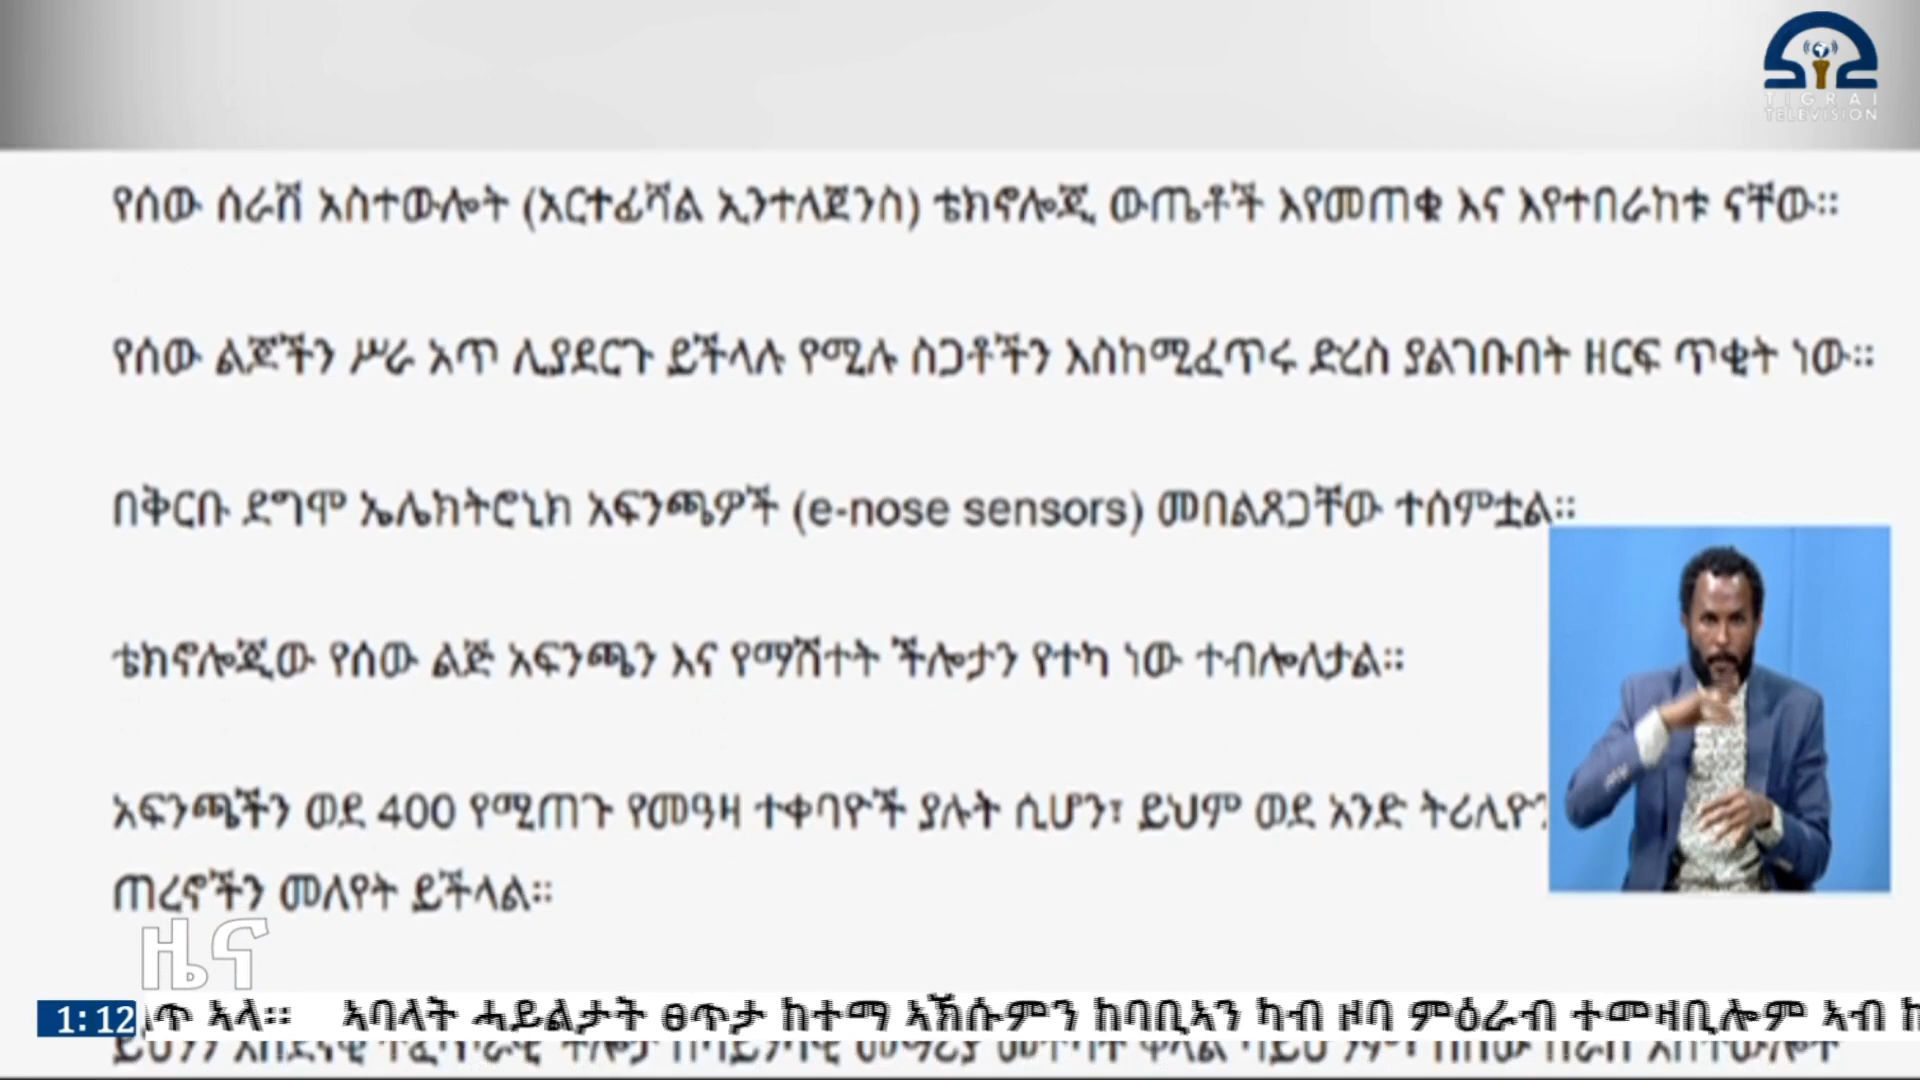 TIGRAI
TELEVISION
የሰው ሰራሽ አስተውሎት (አርተፊሻል ኢንተለጀንስ) ቴክኖሎጂ ውጤቶች እየመጠቁ እና እየተበራከቱ ናቸው።
የሰው ልጆችን ሥራ አጥ ሊያደርጉ ይችላሉ የሚሉ ስጋቶችን እስከሚፈጥሩ ድረስ ያልገቡበት ዘርፍ ጥቂት ነው።
በቅርቡ ደግሞ ኤሌክትሮኒክ አፍንጫዎች (e-nose sensors) መበልጸጋቸው ተሰምቷል።
ቴክኖሎጂው የሰው ልጅ አፍንጫን እና የማሽተት ችሎታን የተካ ነው ተብሎለታል።
አፍንጫችን ወደ 400 የሚጠጉ የመዓዛ ተቀባዮች ያሉት ሲሆን፣ ይህም ወደ አንድ ትሪሊዮን
ጠረኖችን መለየት ይችላል።
ዜና
1:12 ኣላ። ኣባላት ሓይልታት ፀጥታ ከተማ ኣኽሱምን ከባቢኣን ካብ ዞባ ምዕራብ ተመዛቢሎም ኣብ